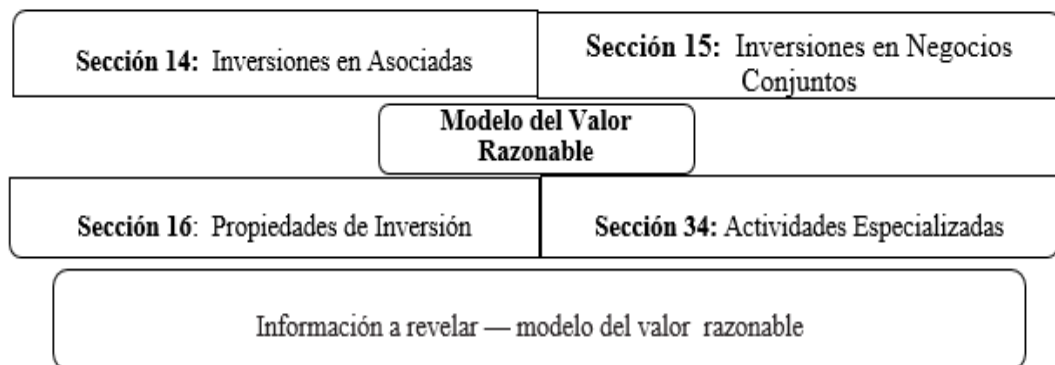 Sección 14: Inversiones en Asociadas
Sección 15: Inversiones en Negocios
Conjuntos
Modelo del Valor
Razonable
Sección 16: Propiedades de Inversión
Sección 34: Actividades Especializadas
Información a revelar — modelo del valor razonable